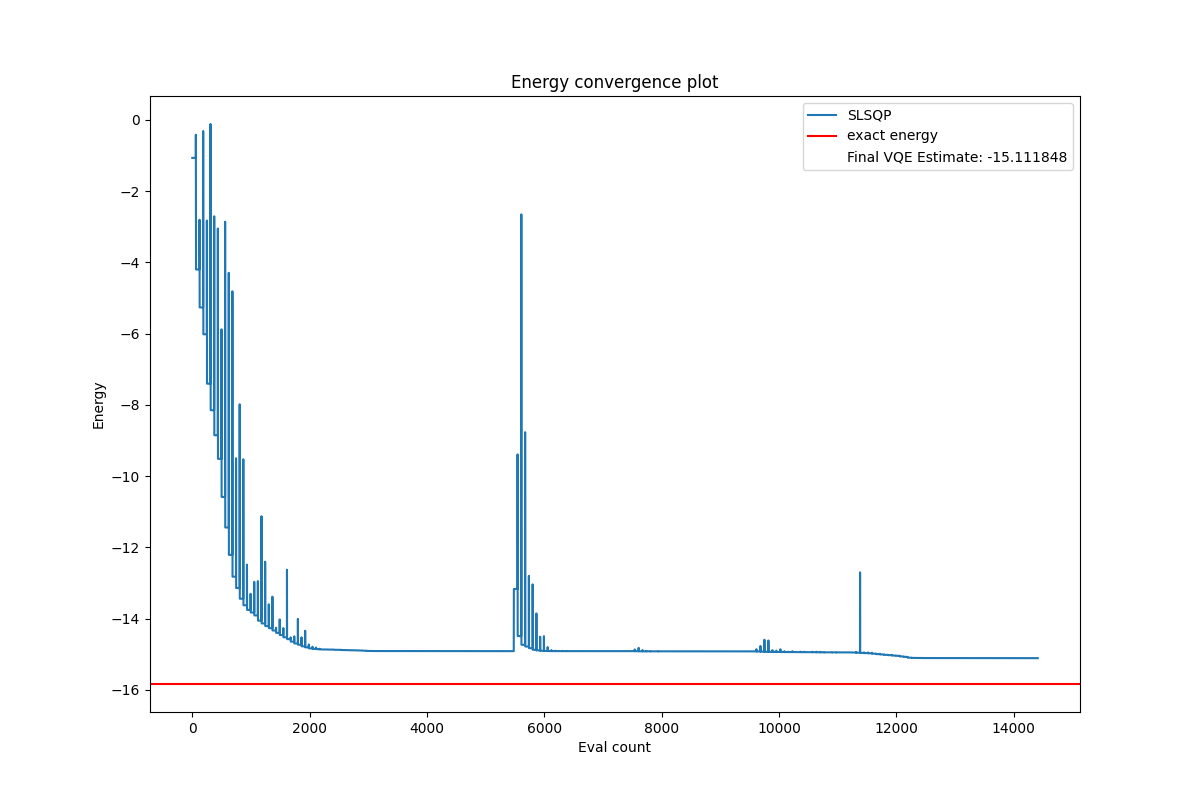 Energy convergence plot
SLSQP
exact energy
Final VQE Estimate: -15.111848
Energy
0
−2
−4
−6
−8
−10
−12
−14
−16
0 2000 4000 6000 8000 10000 12000 14000
Eval count